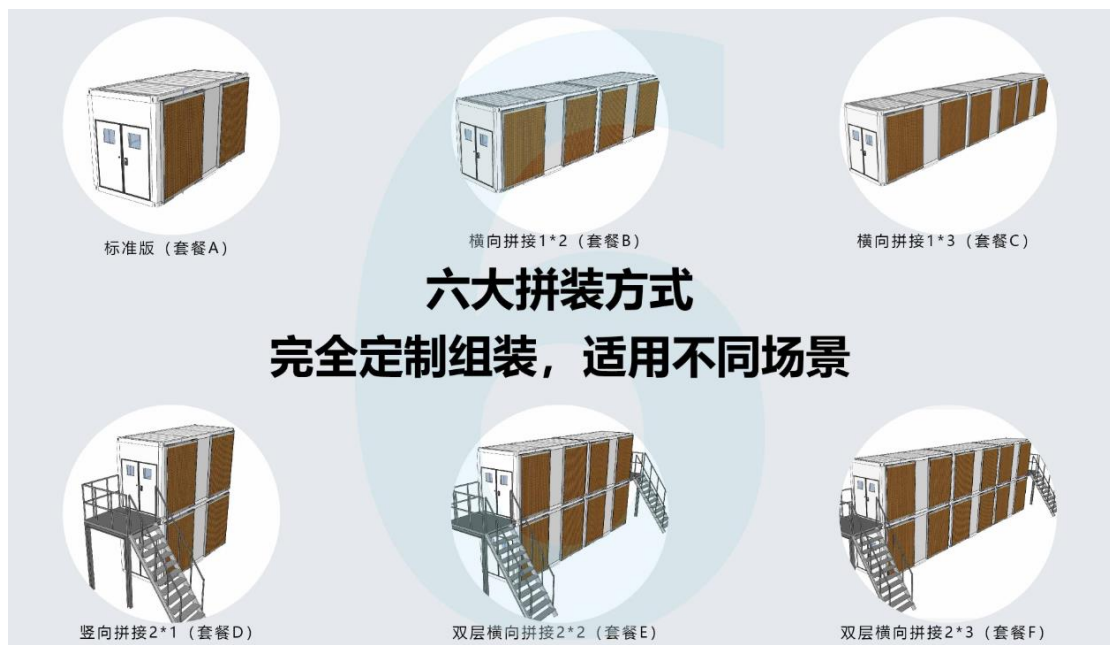 标准版（套餐A）
横向拼接1*2（套餐B）
横向拼接1*3（套餐C）
六大拼装方式
完全定制组装，适用不同场景
竖向拼接2*1（套餐D）
双层横向拼接2*2（套餐E）
双层横向拼接2*3（套餐F）
6